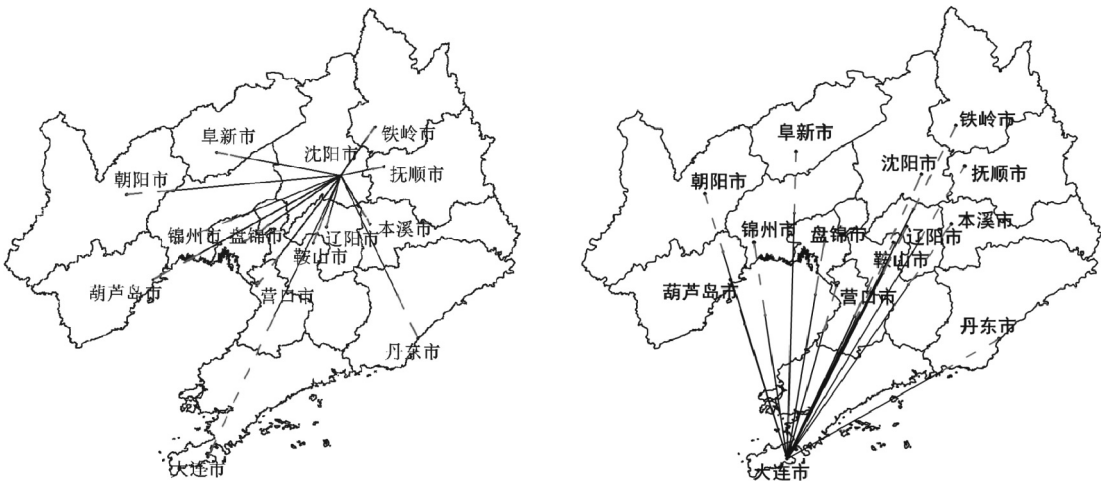 铁岭市
阜新市
沈阳市
抚顺市
朝阳市
锦州市
盘锦市
辽阳市
本溪市
鞍山市
葫芦岛市
营口市
丹东市
大连市
铁岭市
阜新市
沈阳市
抚顺市
朝阳市
本溪市
锦州市
盘锦市
辽阳市
鞍山市
葫芦岛市
营口市
丹东市
大连市